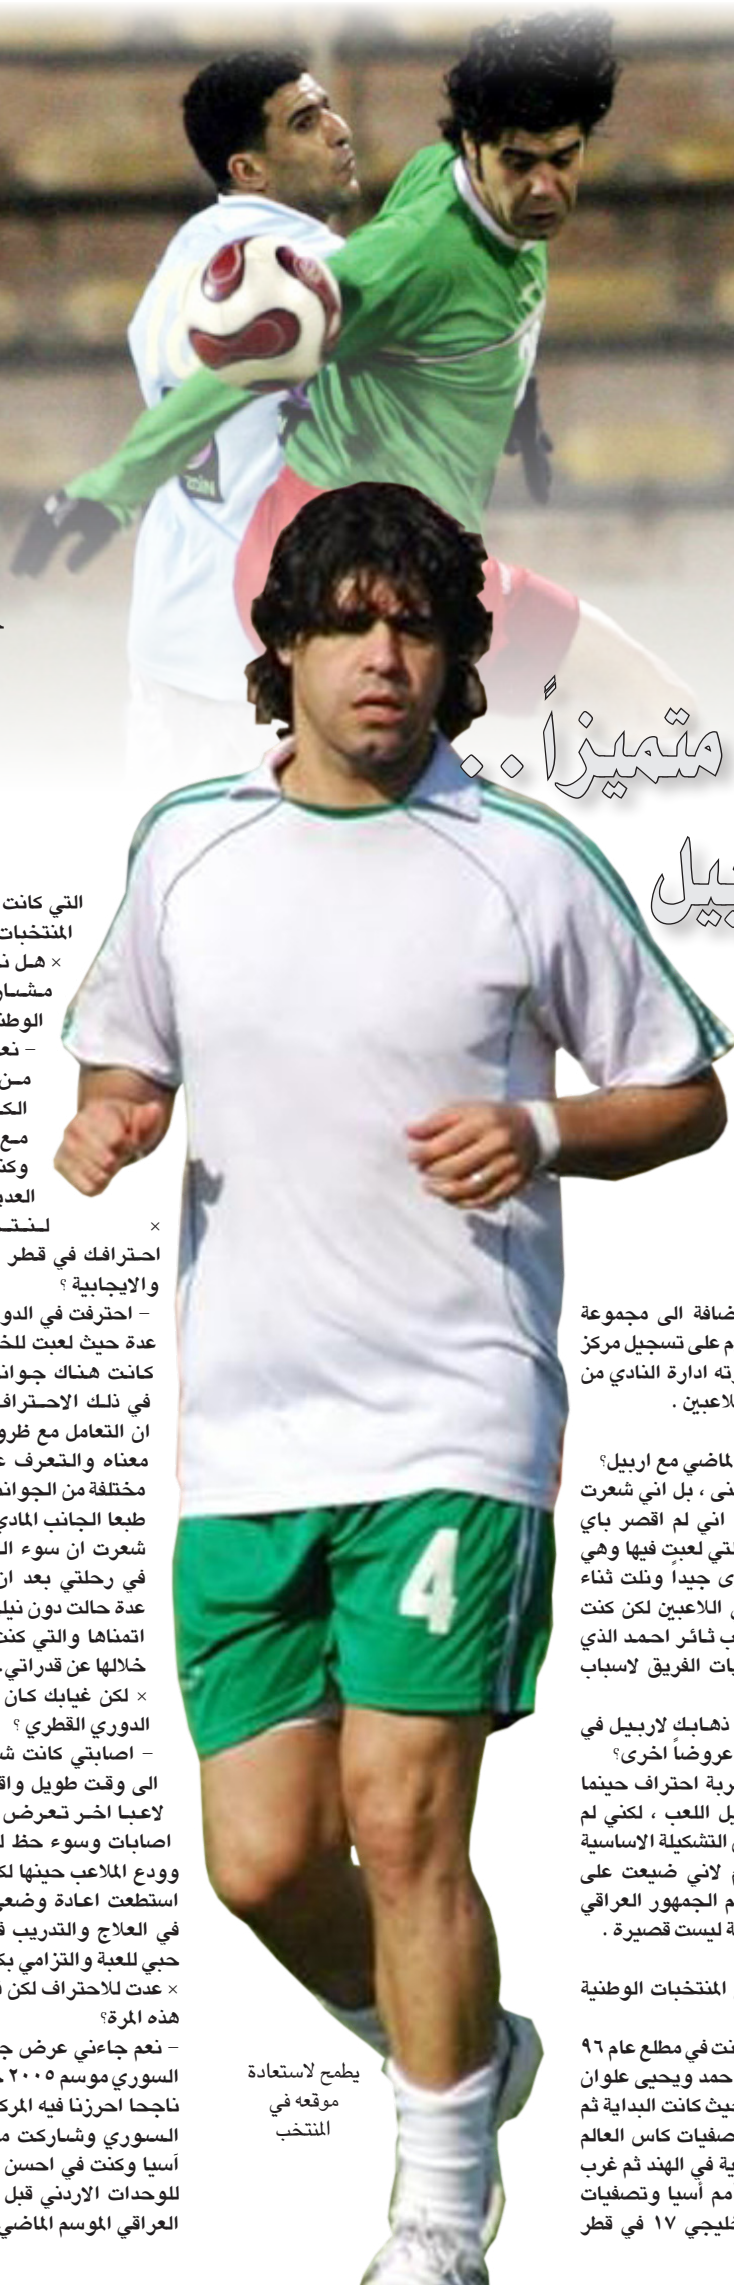 متميزاً ..
ضافة الى مجموعة
م على تسجيل مركز
رته ادارة النادي من
للاعبين .
لماضي مع اربيل؟
نى ، بل اني شعرت
اني لم اقصر باي
لتي لعبت فيها وهي
ى جيداً ونلت ثناء
اللاعبين لكن كنت
ب ثائر احمد الذي
يات الفريق لاسباب
ذهابك لاربيل في
عروضاً اخرى؟
ربة احتراف حينما
يل اللعب ، لكني لم
التشكيلة الاساسية
لاني ضيعت على
م الجمهور العراقي
ة ليست قصيرة .
المنتخبات الوطنية
نت في مطلع عام ٩٦
حمد ويحيى علوان
حيث كانت البداية ثم
صفيات كاس العالم
ية في الهند ثم غرب
مم أسيا وتصفيات
خليجي ١٧ في قطر
التي كانت
المنتخبات
× هل
الوطن
– نع
من
مع
وكن
× لنت
احترافك في قطر
والايجابية ؟
– احترفت في الدو
عدة حيث لعبت للخ
كانت هناك جوان
في ذلك الاحتراف
ان التعامل مع ظرو
معناه والتعرف ع
مختلفة من الجوان
طبعا الجانب المادي
شعرت ان سوء ال
في رحلتي بعد ان
عدة حالت دون نيل
اتمناها والتي كنت
خلالها عن قدراتي.
× لكن غيابك كان
الدوري القطري ؟
– اصابتي كانت ش
الى وقت طويل واق
لاعبا اخر تعرض
اصابات وسوء حظ ل
وودع الملاعب حينها لك
استطعت اعادة وضع
في العلاج والتدريب ق
حبي للعبة والتزامي بك
× عدت للاحتراف لكن
هذه المرة؟
– نعم جاءني عرض ج
السوري موسم ٢٠٠٥
ناجحا احرزنا فيه المرك
السوري وشاركت م
آسيا وكنت في احسن
للوحدات الاردني قبل
العراقي الموسم الماضي
يطمح لاستعادة
موقعه في
المنتخب
4